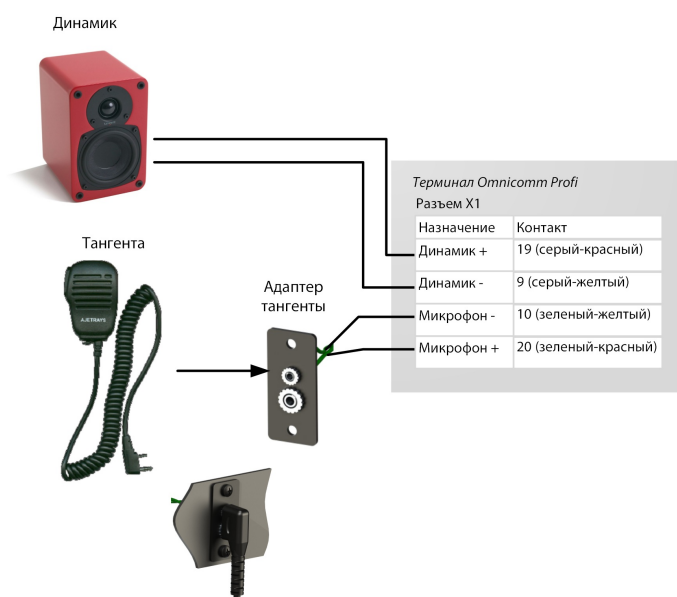 Динамик
Терминал Omnicomm Profi
Разъем X1
Назначение Контакт
Динамик + 19 (серый-красный)
Динамик - 9 (серый-желтый)
Микрофон - 10 (зеленый-желтый)
Микрофон + 20 (зеленый-красный)
Тангента
AJETRAYS
Адаптер
тангенты